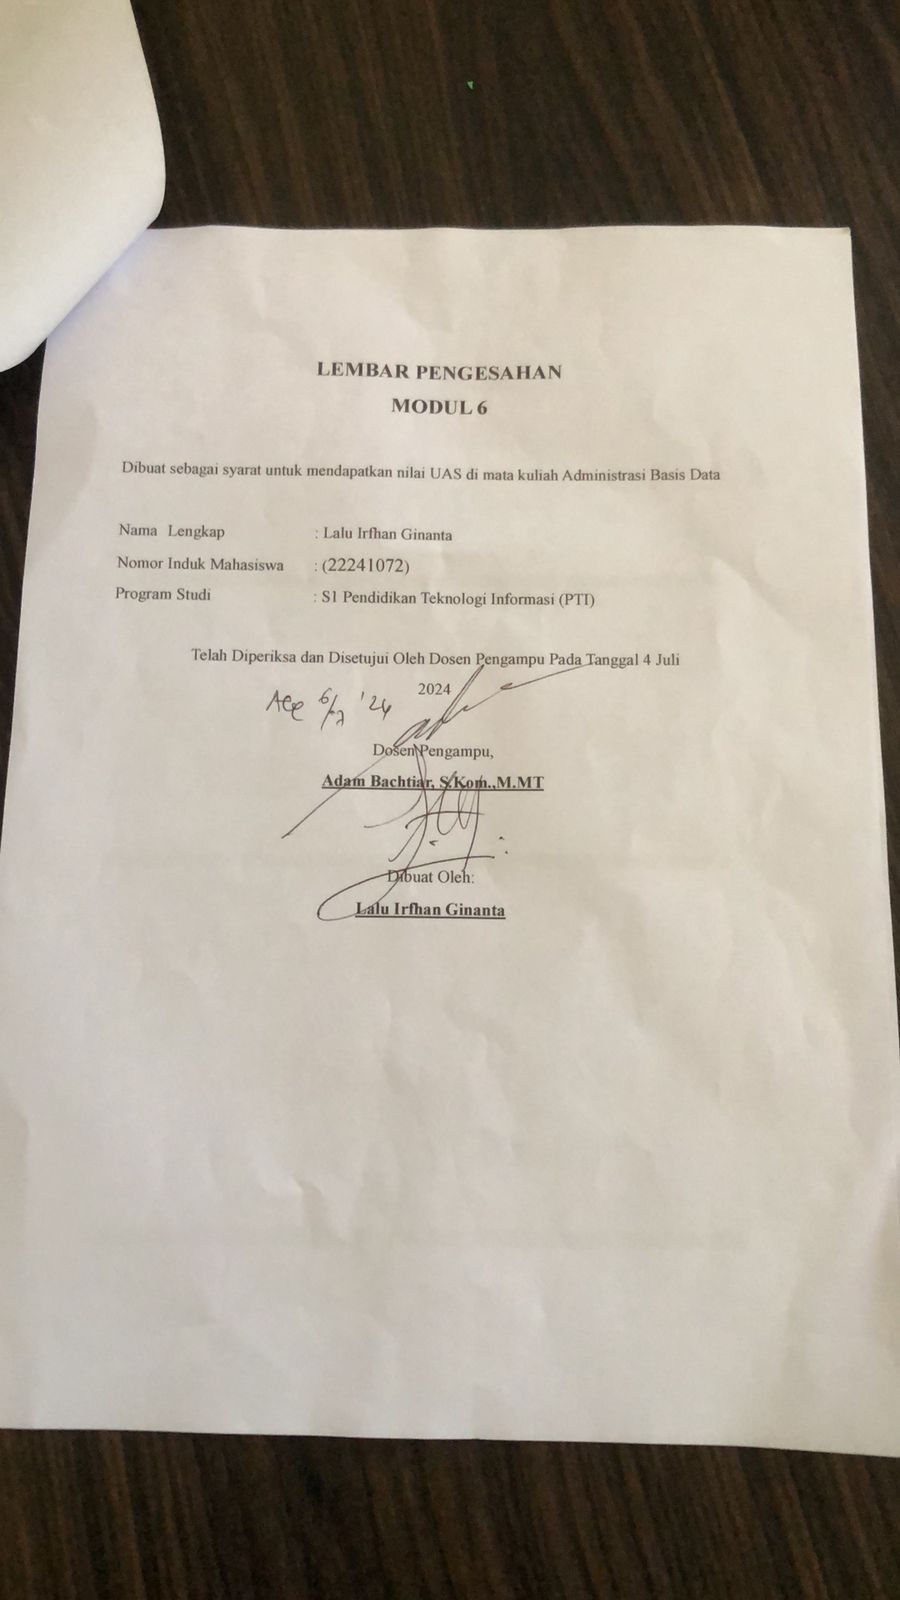 LEMBAR PENGESAHAN
MODUL 6
Dibuat sebagai syarat untuk mendapatkan nilai UAS di mata kuliah Administrasi Basis Data
Nama Lengkap : Lalu Irfhan Ginanta
Nomor Induk Mahasiswa : (22241072)
Program Studi : S1 Pendidikan Teknologi Informasi (PTI)
Telah Diperiksa dan Disetujui Oleh Dosen Pengampu Pada Tanggal 4 Juli
2024
Acc 6/7 '24
Dosen Pengampu,
Adam Bachtiar, S.Kom.,M.MT
Dibuat Oleh:
Lalu Irfhan Ginanta